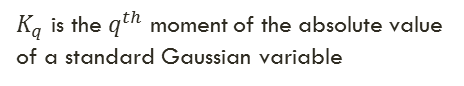 K_q is the q^th moment of the absolute value
of a standard Gaussian variable